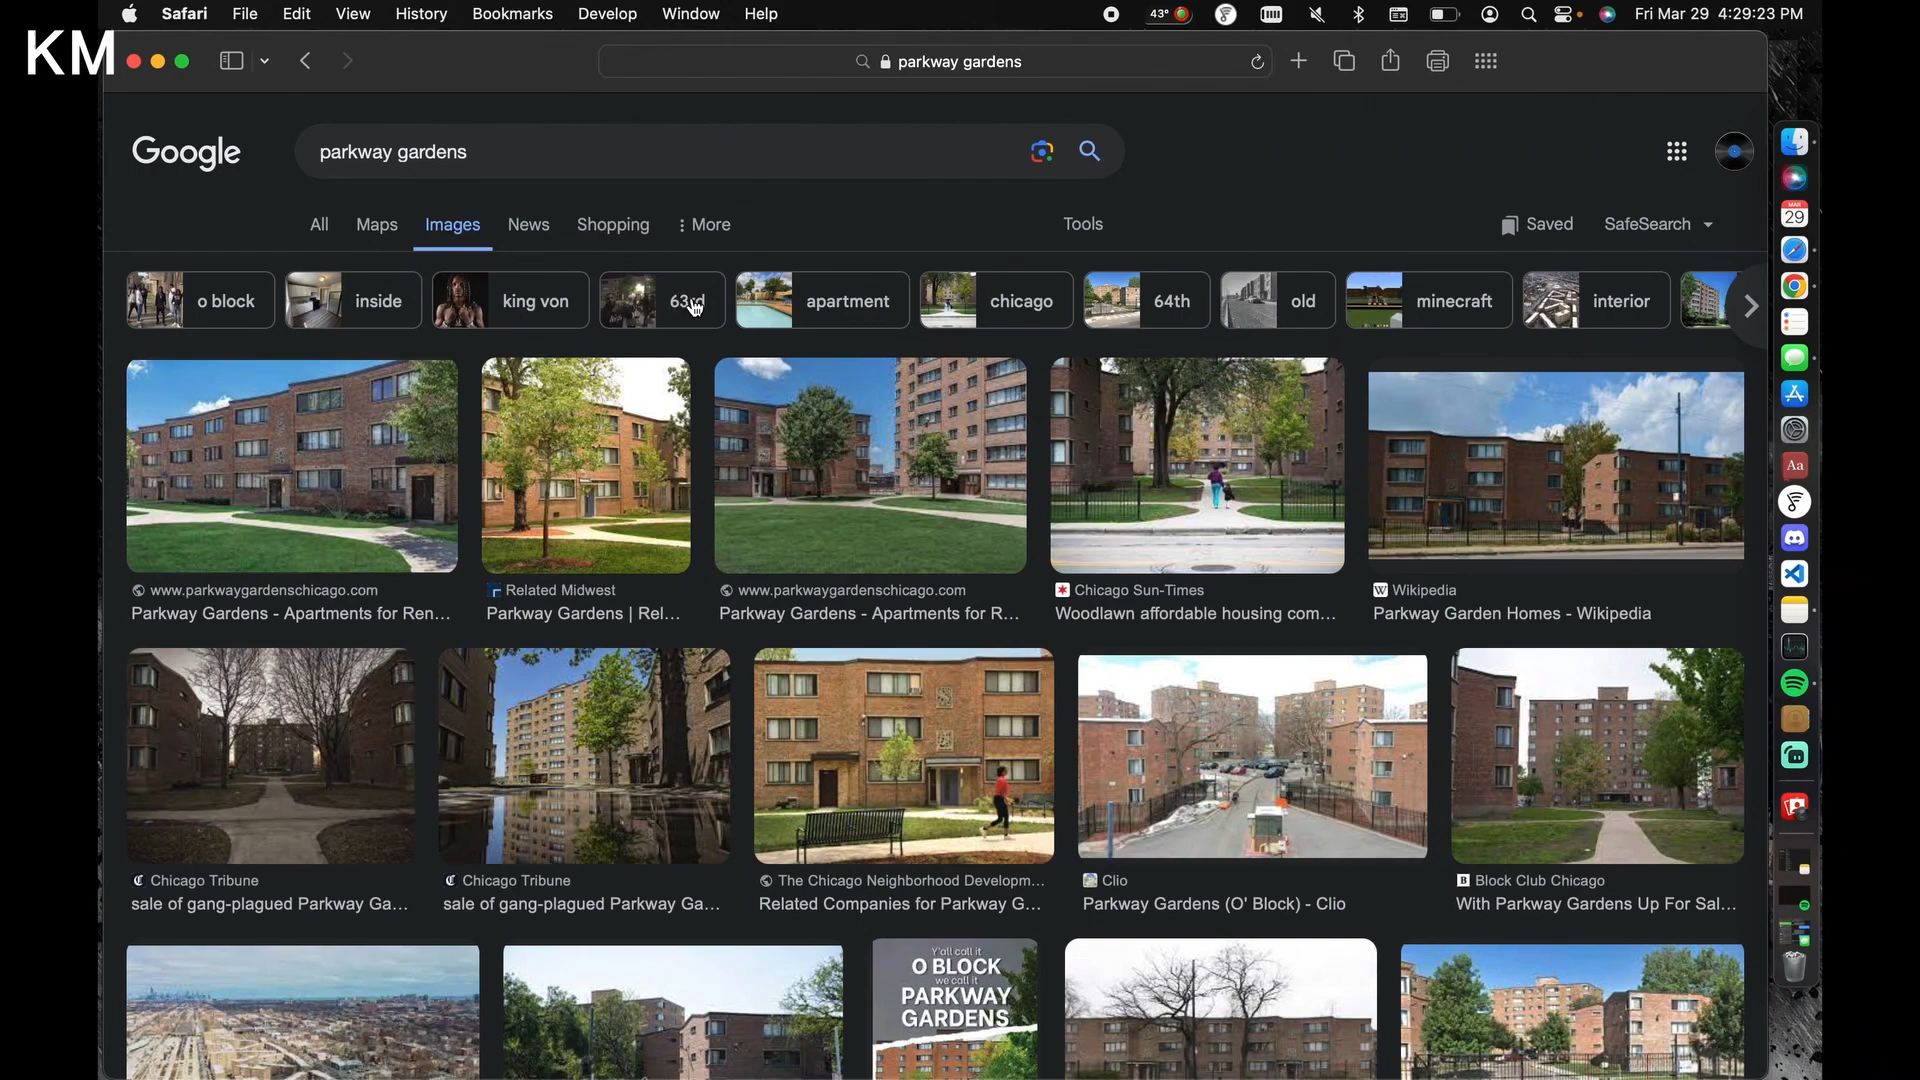 Safari File Edit View History Bookmarks Develop Window Help 43° Fri Mar 29 4:29:23 PM
KM
parkway gardens
Google
parkway gardens
All Maps Images News Shopping More Tools Saved SafeSearch
o block inside king von 63rd apartment chicago 64th old minecraft interior
www.parkwaygardenschicago.com
Parkway Gardens - Apartments for Ren...
Related Midwest
Parkway Gardens | Rel...
www.parkwaygardenschicago.com
Parkway Gardens - Apartments for R...
Chicago Sun-Times
Woodlawn affordable housing com...
Wikipedia
Parkway Garden Homes - Wikipedia
Chicago Tribune
sale of gang-plagued Parkway Ga...
Chicago Tribune
sale of gang-plagued Parkway Ga...
The Chicago Neighborhood Developm...
Related Companies for Parkway G...
Clio
Parkway Gardens (O' Block) - Clio
Block Club Chicago
With Parkway Gardens Up For Sal...
Y'all call it
O BLOCK
we call it
PARKWAY
GARDENS
MAR
29
Aa